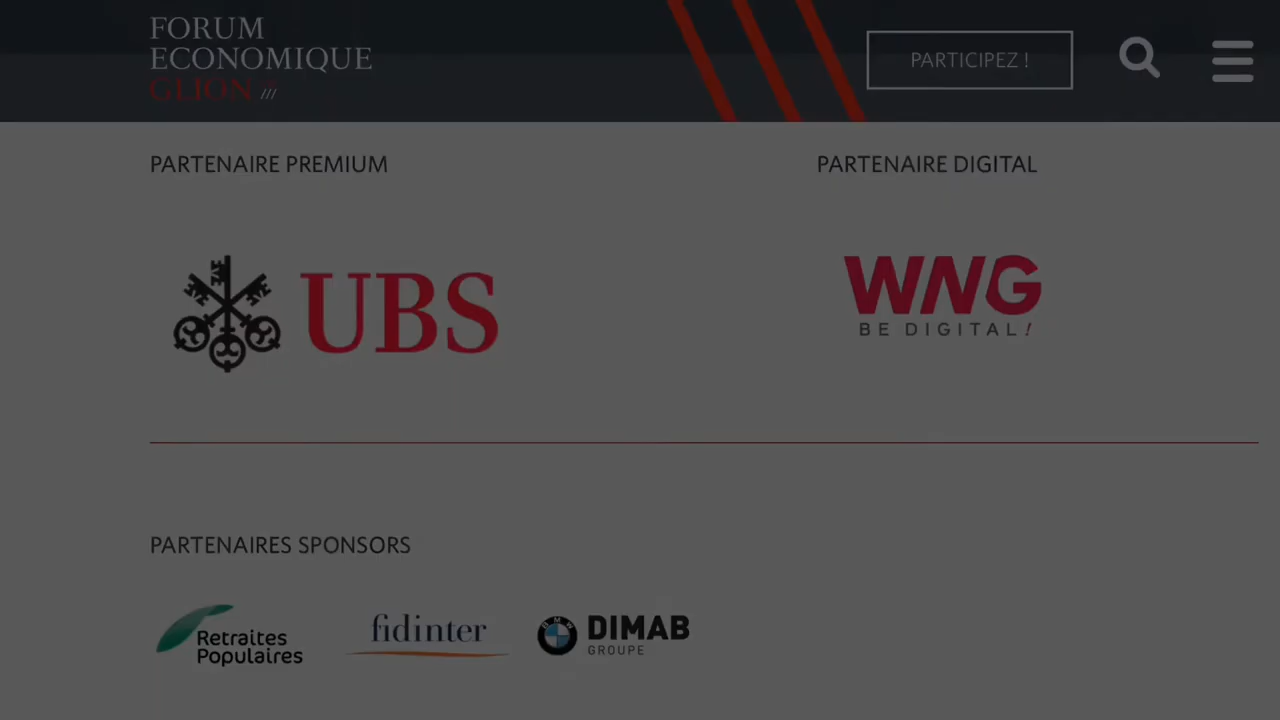 FORUM
ECONOMIQUE
GLION ///
PARTICIPEZ !
PARTENAIRE PREMIUM
PARTENAIRE DIGITAL
UBS
WNG
BE DIGITAL!
PARTENAIRES SPONSORS
Retraites
Populaires
fidinter
BMW
DIMAB
GROUPE